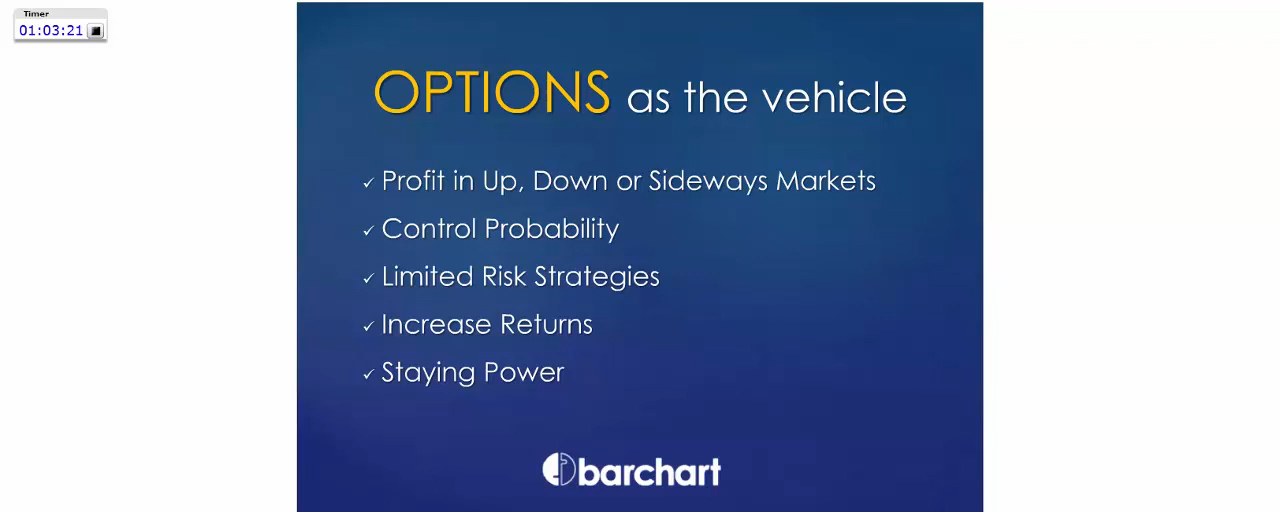 Timer
01:03:21
OPTIONS as the vehicle
✓ Profit in Up, Down or Sideways Markets
✓ Control Probability
✓ Limited Risk Strategies
✓ Increase Returns
✓ Staying Power
barchart